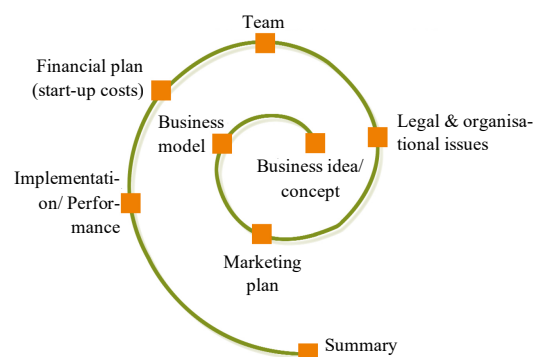 Team
Financial plan
(start-up costs)
Business
model
Legal & organisa-
tional issues
Business idea/
concept
Implementati-
on/ Perfor-
mance
Marketing
plan
Summary